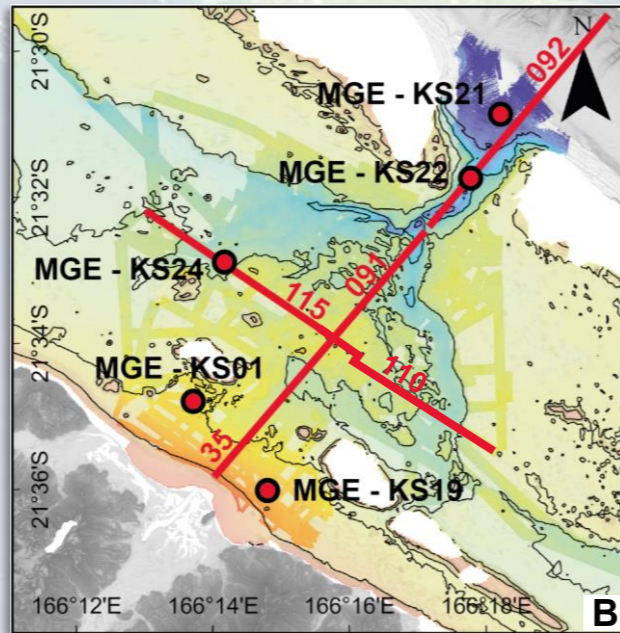 N
21°30'S
092
MGE - KS21
MGE - KS22
21°32'S
MGE - KS24
091
115
21°34'S
MGE - KS01
110
35
MGE - KS19
21°36'S
166°12'E
166°14'E
166°16'E
166°18'E
B